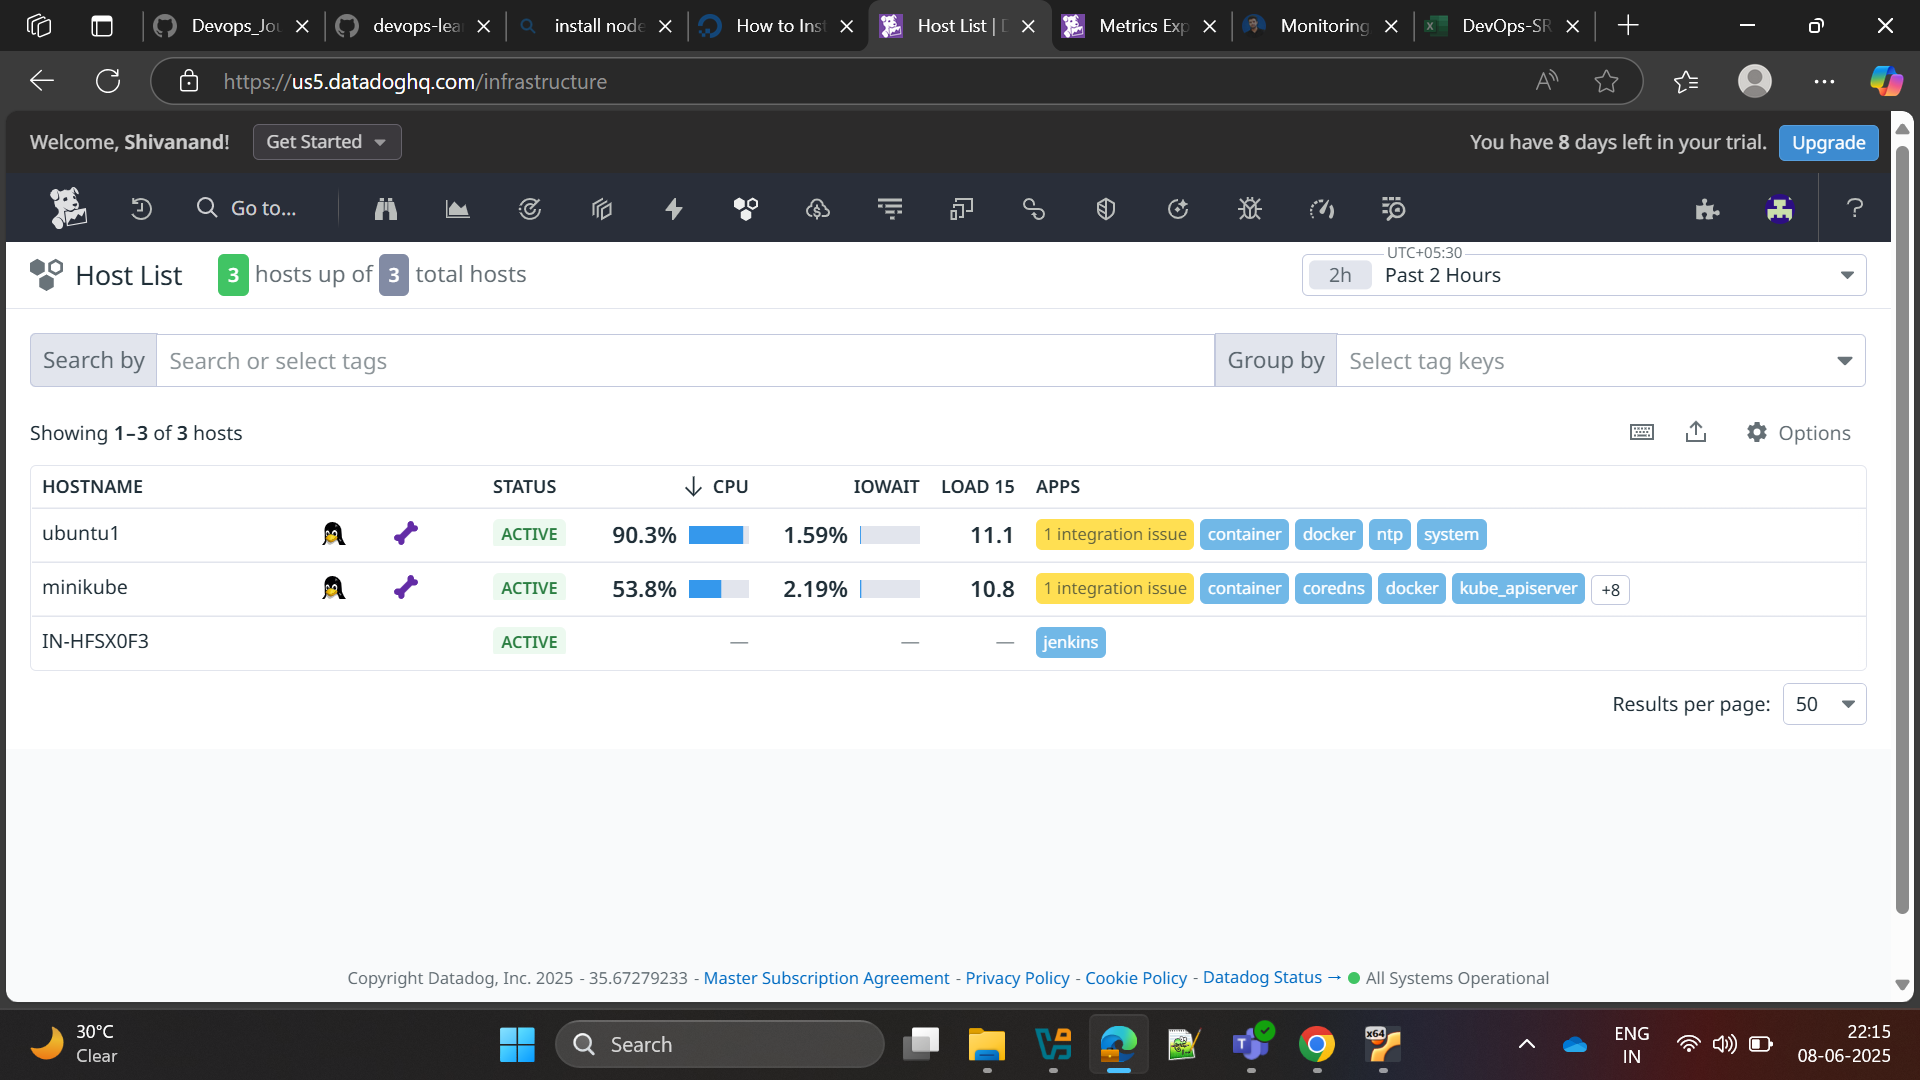 Devops_Jou
devops-lear
install node
How to Inst
Host List | D
Metrics Exp
Monitoring
DevOps-SR
https://us5.datadoghq.com/infrastructure
Welcome, Shivanand!
Get Started
You have 8 days left in your trial.
Upgrade
Go to...
Host List
3 hosts up of 3 total hosts
UTC+05:30
2h Past 2 Hours
Search by Search or select tags
Group by Select tag keys
Showing 1–3 of 3 hosts
Options
HOSTNAME STATUS CPU IOWAIT LOAD 15 APPS
ubuntu1 ACTIVE 90.3% 1.59% 11.1 1 integration issue container docker ntp system
minikube ACTIVE 53.8% 2.19% 10.8 1 integration issue container coredns docker kube_apiserver +8
IN-HFSX0F3 ACTIVE — — — jenkins
Results per page: 50
Copyright Datadog, Inc. 2025 - 35.67279233 - Master Subscription Agreement - Privacy Policy - Cookie Policy - Datadog Status → All Systems Operational
30°C
Clear
Search
x64
ENG
IN
22:15
08-06-2025